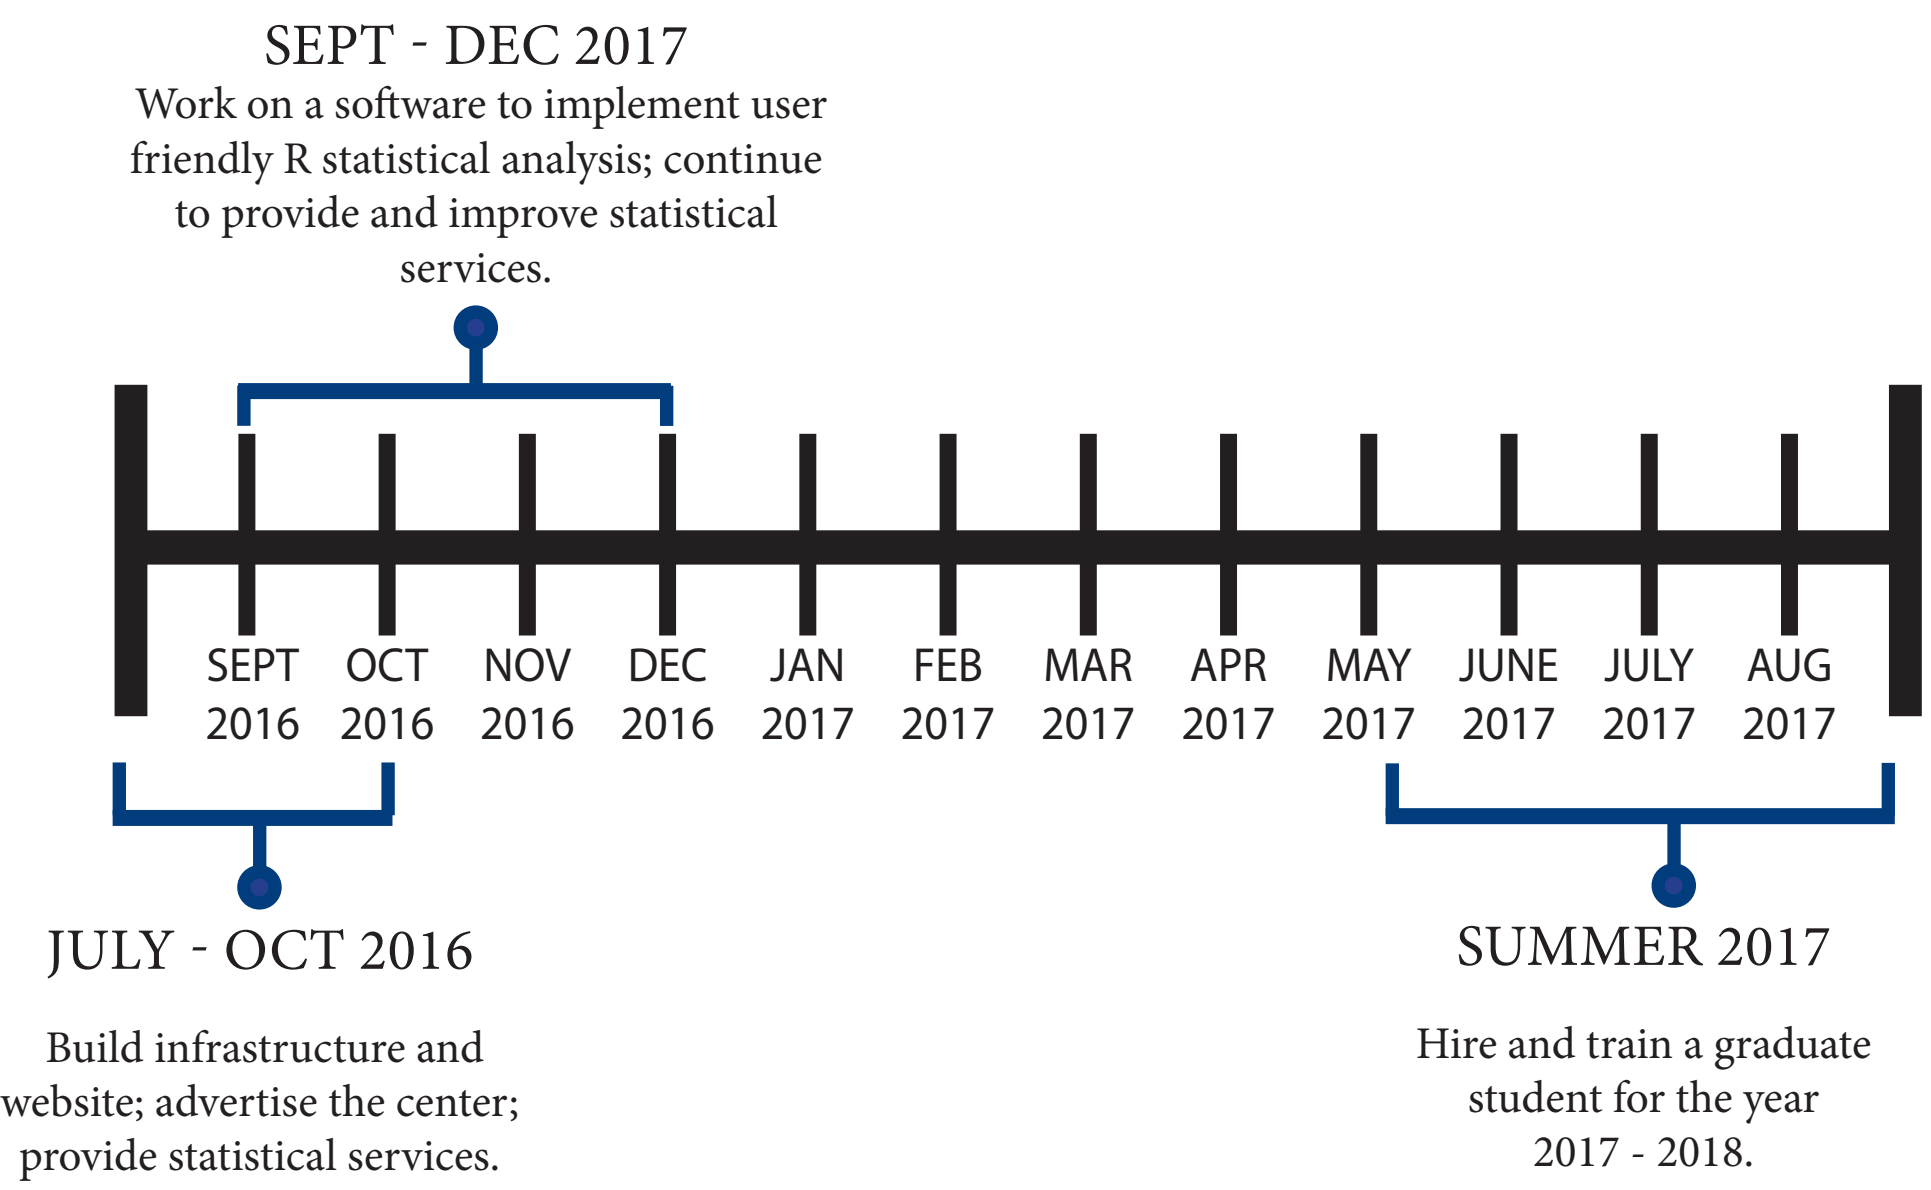 SEPT - DEC 2017
Work on a software to implement user
friendly R statistical analysis; continue
to provide and improve statistical
services.
SEPT OCT NOV DEC JAN FEB MAR APR MAY JUNE JULY AUG
2016 2016 2016 2016 2017 2017 2017 2017 2017 2017 2017 2017
JULY - OCT 2016
Build infrastructure and
website; advertise the center;
provide statistical services.
SUMMER 2017
Hire and train a graduate
student for the year
2017 - 2018.